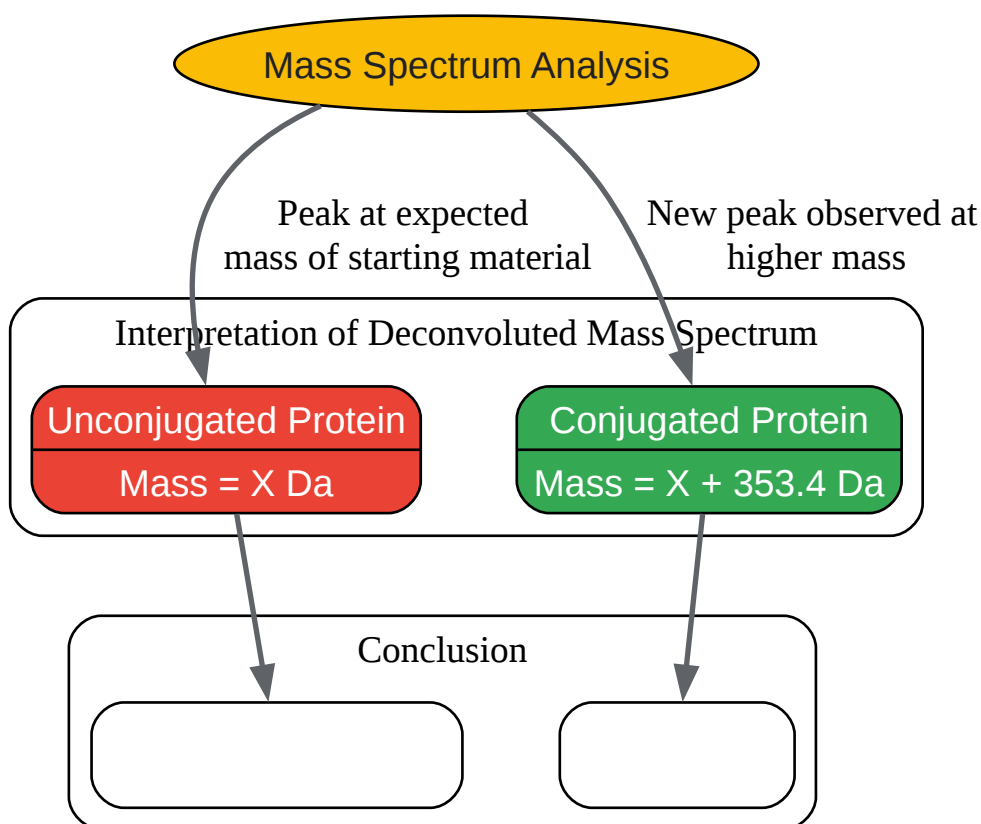 Mass Spectrum Analysis
Peak at expected
mass of starting material
New peak observed at
higher mass
Interpretation of Deconvoluted Mass Spectrum
Unconjugated Protein
Mass = X Da
Conjugated Protein
Mass = X + 353.4 Da
Conclusion